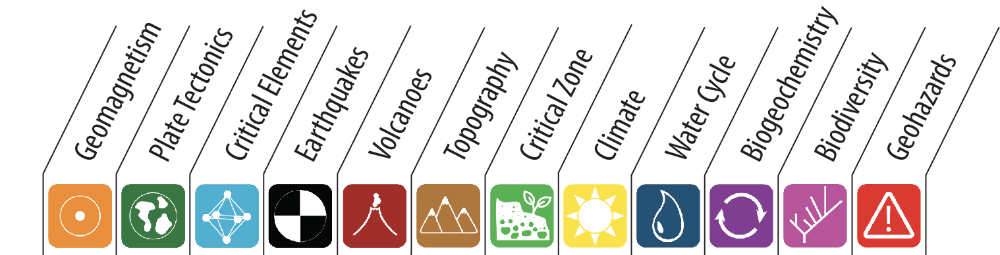 Geomagnetism
Plate Tectonics
Critical Elements
Earthquakes
Volcanoes
Topography
Critical Zone
Climate
Water Cycle
Biogeochemistry
Biodiversity
Geohazards
!